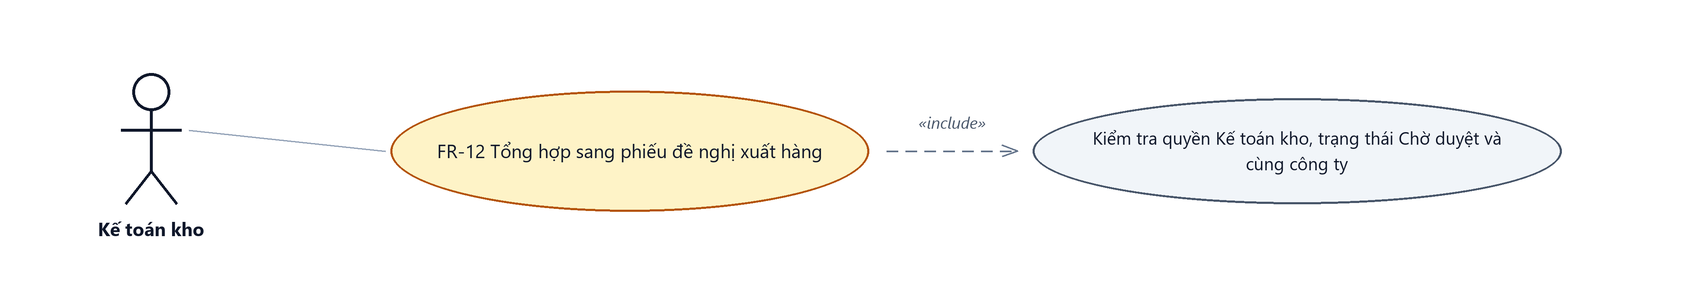 «include»
Kiểm tra quyền Kế toán kho, trạng thái Chờ duyệt và
cùng công ty
FR-12 Tổng hợp sang phiếu đề nghị xuất hàng
Kế toán kho